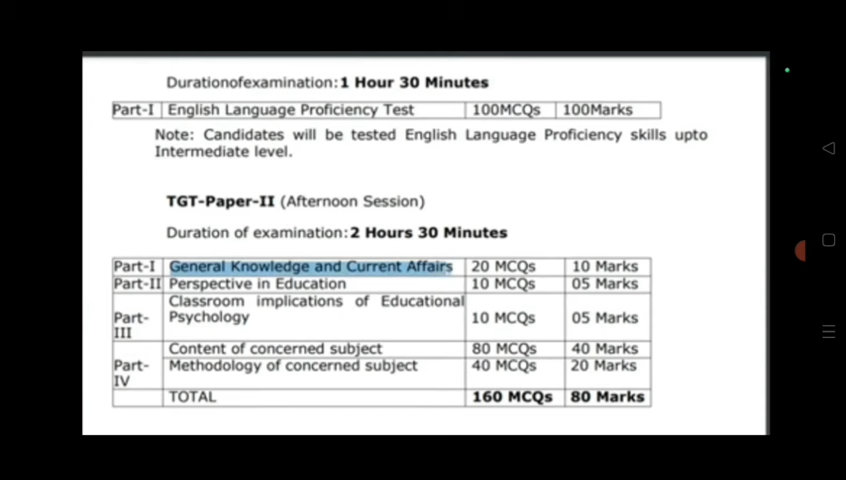 Durationofexamination:1 Hour 30 Minutes
Part-I English Language Proficiency Test 100MCQs 100Marks
Note: Candidates will be tested English Language Proficiency skills upto
Intermediate level.
TGT-Paper-II (Afternoon Session)
Duration of examination:2 Hours 30 Minutes
Part-I General Knowledge and Current Affairs 20 MCQs 10 Marks
Part-II Perspective in Education 10 MCQs 05 Marks
Part-III Classroom implications of Educational
Psychology 10 MCQs 05 Marks
Part-IV Content of concerned subject 80 MCQs 40 Marks
Methodology of concerned subject 40 MCQs 20 Marks
TOTAL 160 MCQs 80 Marks